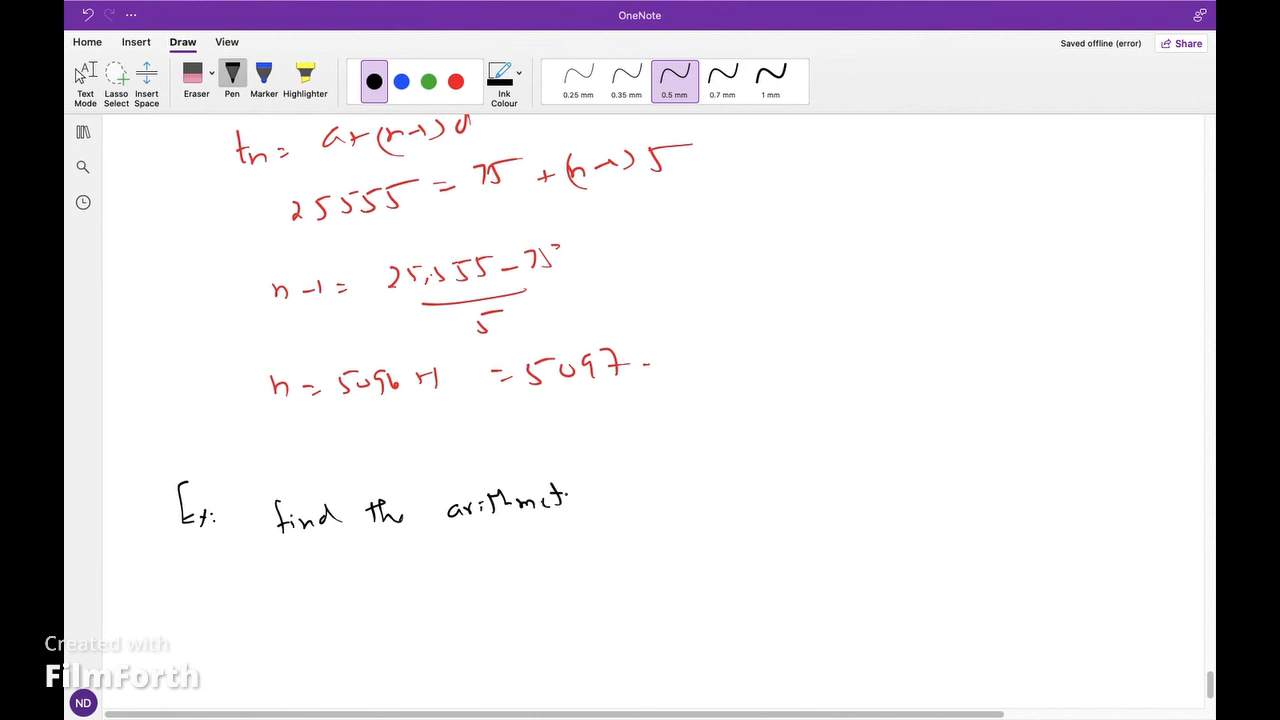 OneNote
Home Insert Draw View
Saved offline (error) Share
Text Mode
Lasso Select
Insert Space
Eraser
Pen
Marker
Highlighter
Ink Colour
0.25 mm
0.35 mm
0.5 mm
0.7 mm
1 mm
tn = a+(n-1)d
25555 = 75 + (n-1) 5
n-1 = 25,555 - 75
5
n = 5096 +1 = 5097
Ex: find the arithmet
Created with
FilmForth
ND